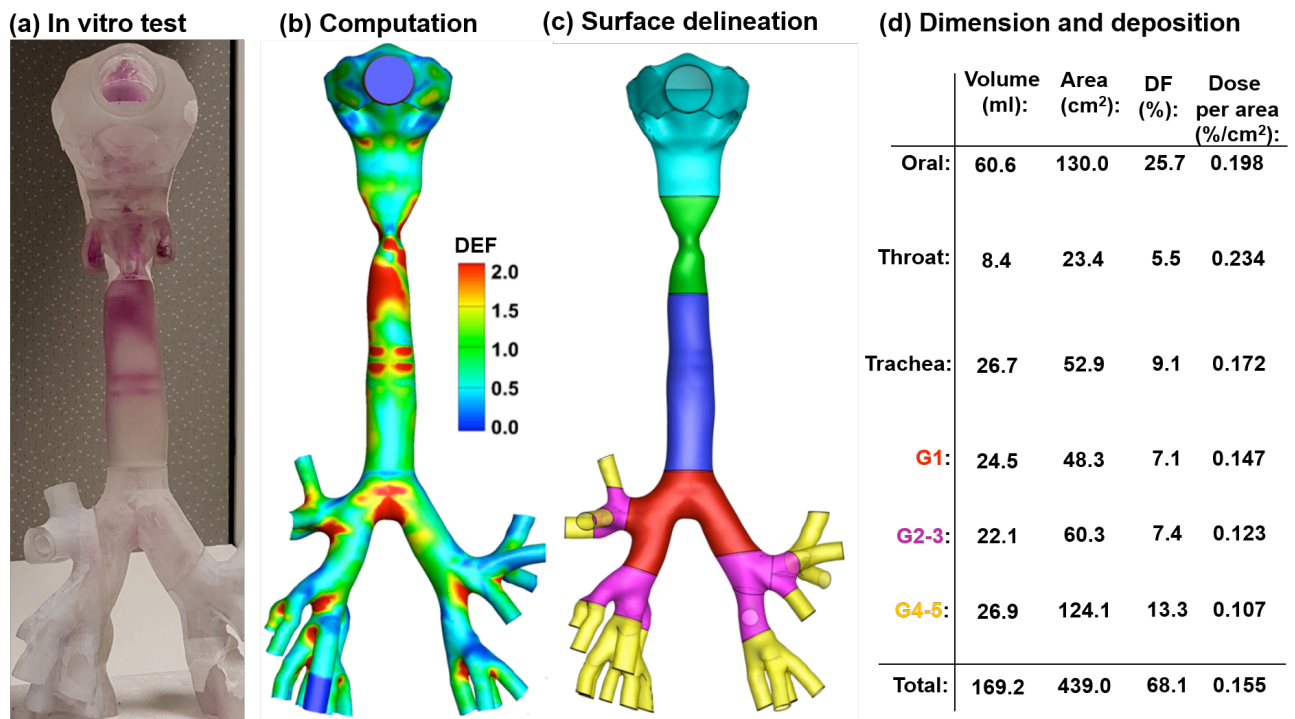 (a) In vitro test
(b) Computation
DEF
2.0
1.5
1.0
0.5
0.0
(c) Surface delineation
(d) Dimension and deposition
Volume (ml): Area (cm²): DF (%): Dose per area (%/cm²):
Oral: 60.6 130.0 25.7 0.198
Throat: 8.4 23.4 5.5 0.234
Trachea: 26.7 52.9 9.1 0.172
G1: 24.5 48.3 7.1 0.147
G2-3: 22.1 60.3 7.4 0.123
G4-5: 26.9 124.1 13.3 0.107
Total: 169.2 439.0 68.1 0.155